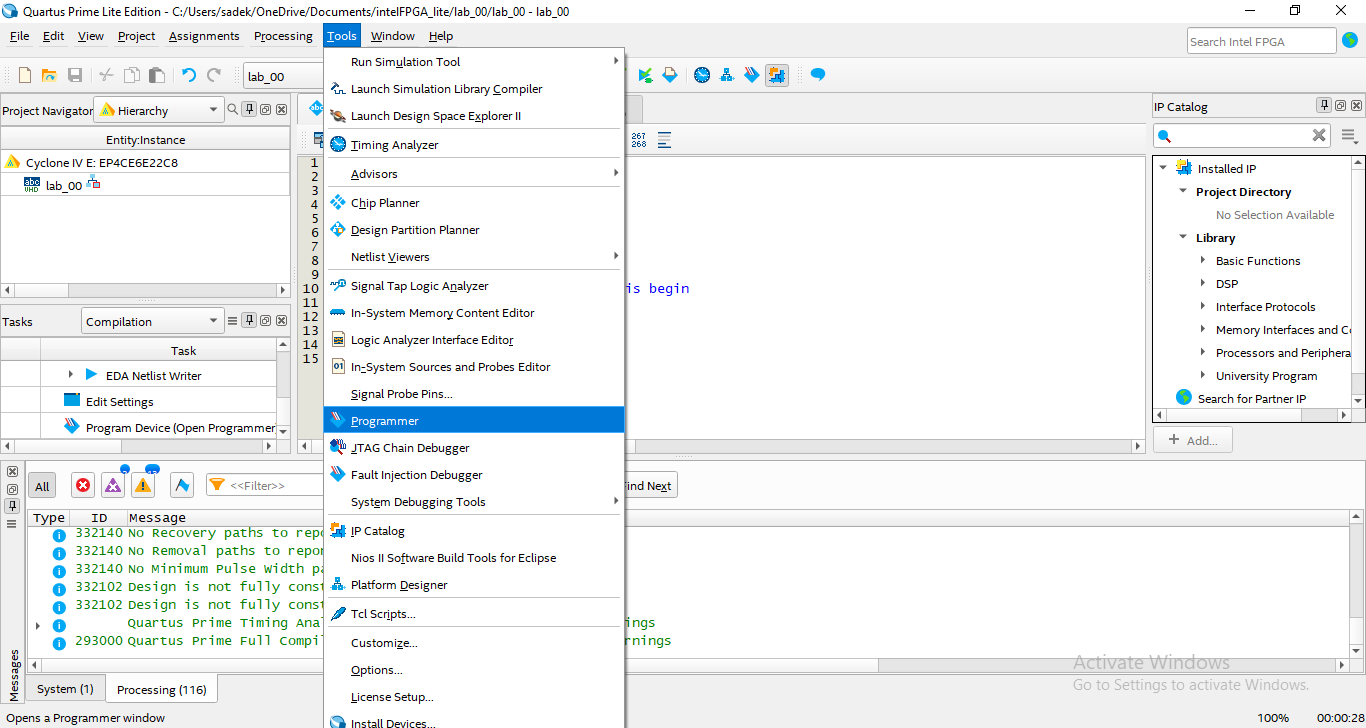 Quartus Prime Lite Edition - C:/Users/sadek/OneDrive/Documents/intelFPGA_lite/lab_00/lab_00 - lab_00
File Edit View Project Assignments Processing Tools Window Help
Search Intel FPGA
lab_00
Project Navigator
Hierarchy
Entity:Instance
Cyclone IV E: EP4CE6E22C8
abc
VHD
lab_00
Tasks
Compilation
Task
EDA Netlist Writer
Edit Settings
Program Device (Open Programmer
Run Simulation Tool
Launch Simulation Library Compiler
Launch Design Space Explorer II
Timing Analyzer
Advisors
Chip Planner
Design Partition Planner
Netlist Viewers
Signal Tap Logic Analyzer
In-System Memory Content Editor
Logic Analyzer Interface Editor
In-System Sources and Probes Editor
Signal Probe Pins...
Programmer
JTAG Chain Debugger
Fault Injection Debugger
System Debugging Tools
IP Catalog
Nios II Software Build Tools for Eclipse
Platform Designer
Tcl Scripts...
Customize...
Options...
License Setup...
Install Devices...
abc
267
268
1
2
3
4
5
6
7
8
9
10
is begin
11
12
13
14
15
IP Catalog
Installed IP
Project Directory
No Selection Available
Library
Basic Functions
DSP
Interface Protocols
Memory Interfaces and Co
Processors and Periphera
University Program
Search for Partner IP
+ Add...
All
<<Filter>>
Find Next
Type ID Message
332140 No Recovery paths to repo
332140 No Removal paths to repor
332140 No Minimum Pulse Width pa
332102 Design is not fully const
332102 Design is not fully const
Quartus Prime Timing Ana
ings
293000 Quartus Prime Full Compil
rnings
Messages
System (1)
Processing (116)
Activate Windows
Go to Settings to activate Windows.
Opens a Programmer window
100%
00:00:28